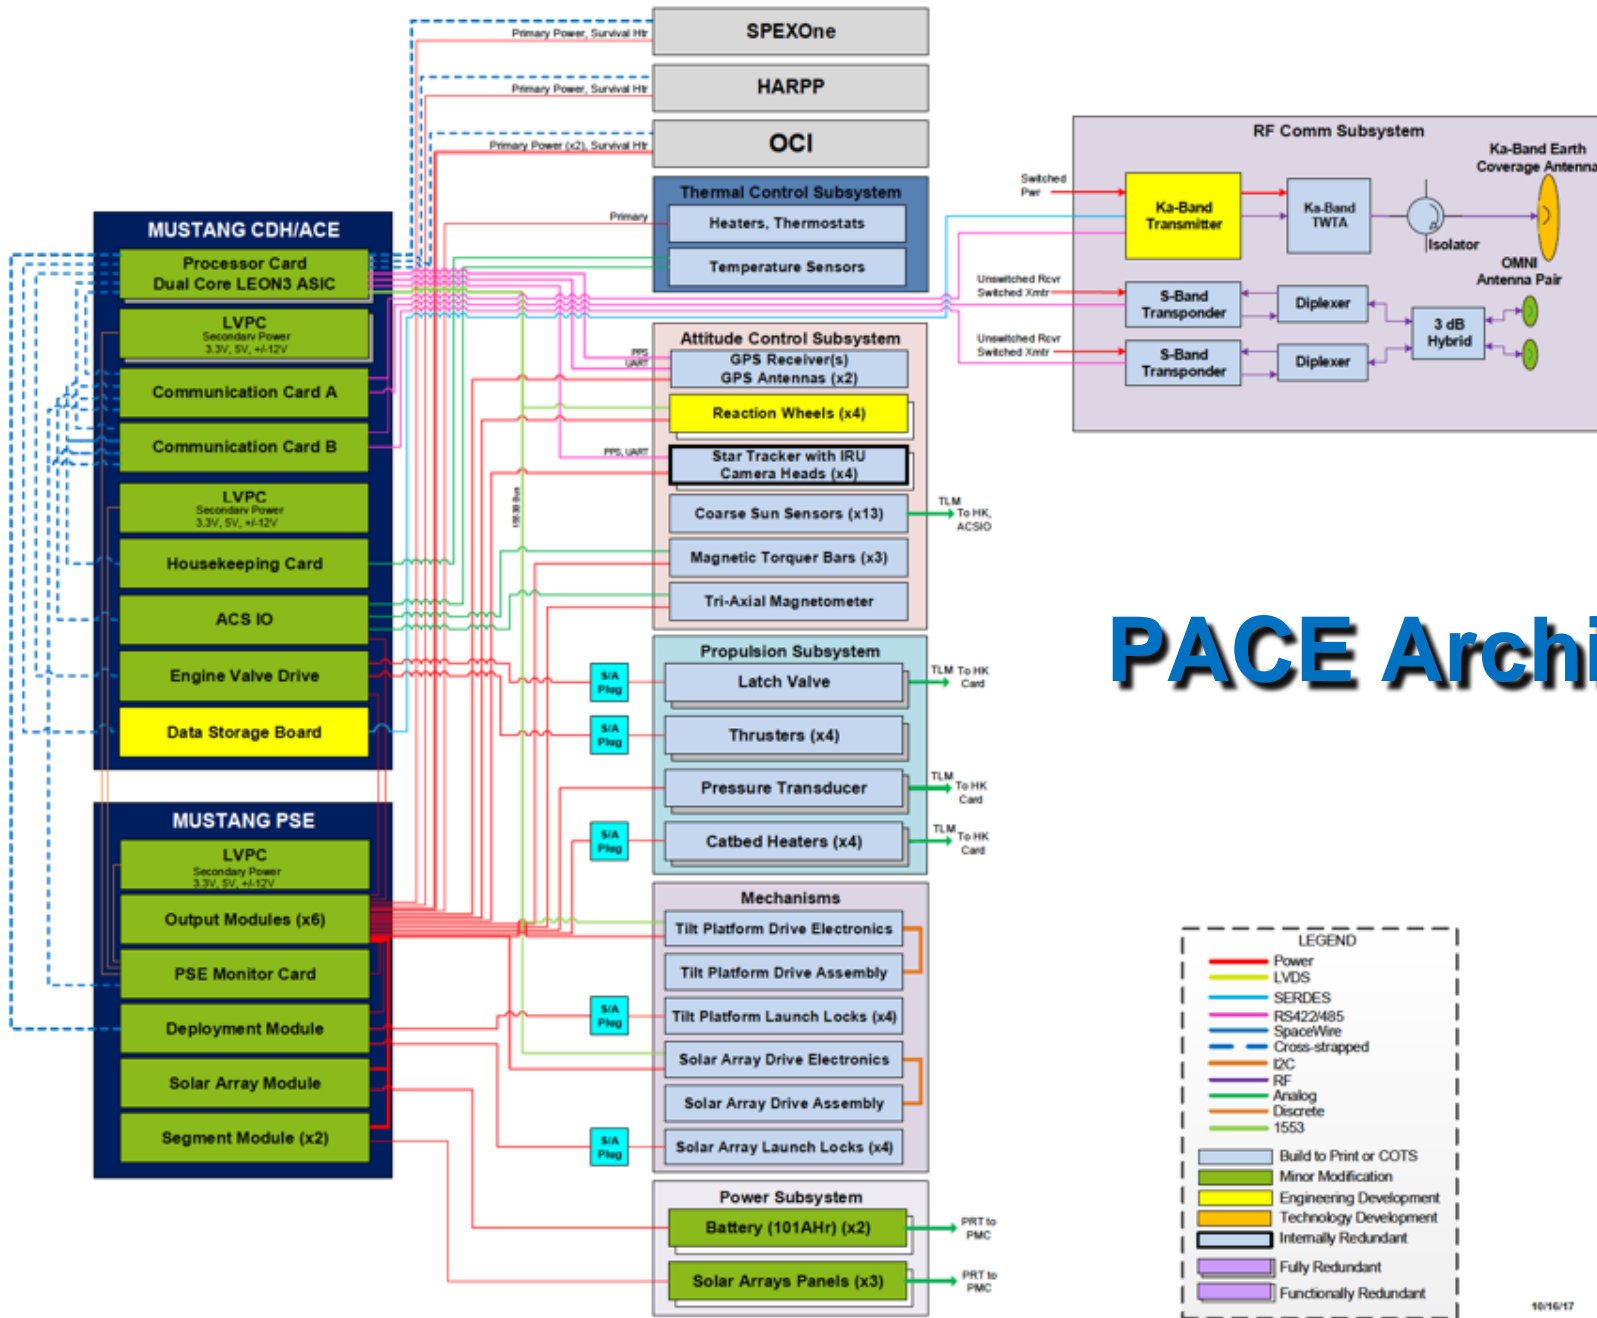 SPEXOne
Primary Power, Survival Htr
HARPP
Primary Power, Survival Htr
OCI
Primary Power (x2), Survival Htr
Thermal Control Subsystem
Primary
Heaters, Thermostats
Temperature Sensors
RF Comm Subsystem
Ka-Band Earth
Coverage Antenna
Switched
Pwr
Ka-Band
Transmitter
Ka-Band
TWTA
Isolator
OMNI
Antenna Pair
Unswitched Rcvr
Switched Xmtr
S-Band
Transponder
Diplexer
3 dB
Hybrid
Unswitched Rcvr
Switched Xmtr
S-Band
Transponder
Diplexer
MUSTANG CDH/ACE
Processor Card
Dual Core LEON3 ASIC
LVPC
Secondary Power
3.3V, 5V, +/-12V
Communication Card A
Communication Card B
LVPC
Secondary Power
3.3V, 5V, +/-12V
Housekeeping Card
ACS IO
Engine Valve Drive
Data Storage Board
Attitude Control Subsystem
PPS
UART
GPS Receiver(s)
GPS Antennas (x2)
Reaction Wheels (x4)
PPS, UART
Star Tracker with IRU
Camera Heads (x4)
1553B Bus
Coarse Sun Sensors (x13)
TLM
To HK,
ACSIO
Magnetic Torquer Bars (x3)
Tri-Axial Magnetometer
PACE Archi
Propulsion Subsystem
S/A
Plug
Latch Valve
TLM To HK
Card
S/A
Plug
Thrusters (x4)
Pressure Transducer
TLM To HK
Card
S/A
Plug
Catbed Heaters (x4)
TLM To HK
Card
MUSTANG PSE
LVPC
Secondary Power
3.3V, 5V, +/-12V
Output Modules (x6)
PSE Monitor Card
Deployment Module
Solar Array Module
Segment Module (x2)
Mechanisms
Tilt Platform Drive Electronics
Tilt Platform Drive Assembly
S/A
Plug
Tilt Platform Launch Locks (x4)
Solar Array Drive Electronics
Solar Array Drive Assembly
S/A
Plug
Solar Array Launch Locks (x4)
Power Subsystem
Battery (101AHr) (x2)
PRT to
PMC
Solar Arrays Panels (x3)
PRT to
PMC
LEGEND
Power
LVDS
SERDES
RS422/485
SpaceWire
Cross-strapped
I2C
RF
Analog
Discrete
1553
Build to Print or COTS
Minor Modification
Engineering Development
Technology Development
Internally Redundant
Fully Redundant
Functionally Redundant
10/16/17